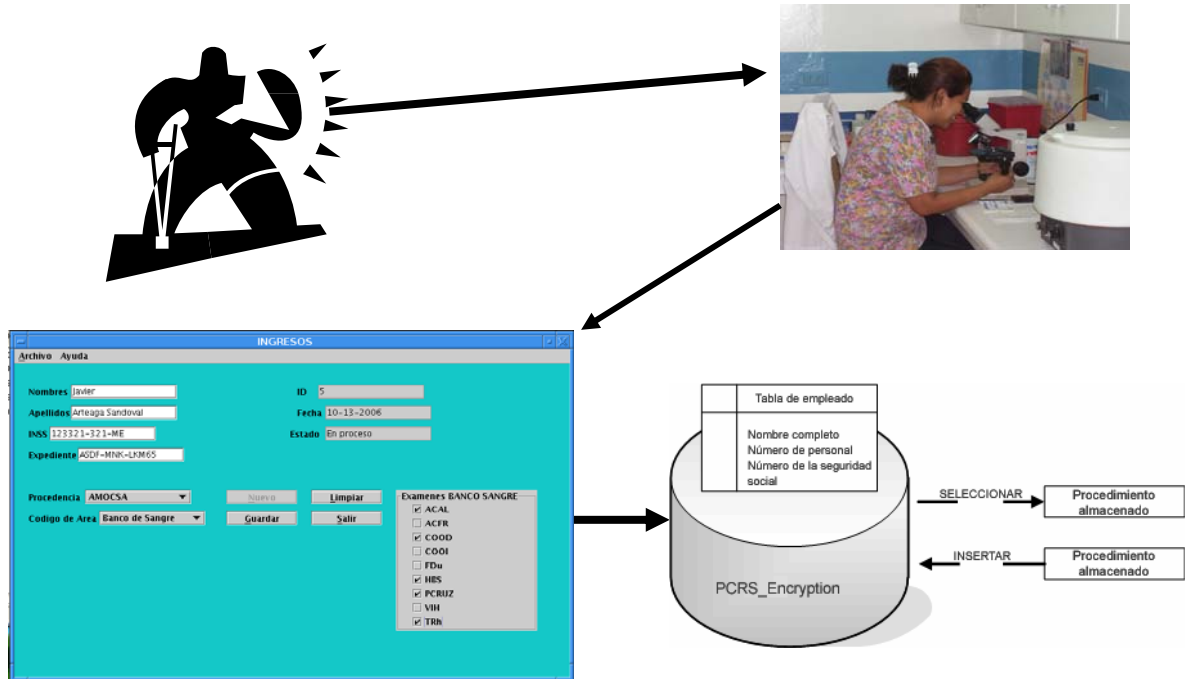 INGRESOS
Archivo Ayuda
Nombres Javier
ID 5
Apellidos Arteaga Sandoval
Fecha 10-13-2006
INSS 123321-321-ME
Estado En proceso
Expediente ASDF-MNK-LKM65
Procedencia AMOCSA
Nuevo
Limpiar
Codigo de Area Banco de Sangre
Guardar
Salir
Examenes BANCO SANGRE
ACAL
ACFR
COOD
COOI
FDu
HBS
PCRUZ
VIH
TRh
Tabla de empleado
Nombre completo
Número de personal
Número de la seguridad
social
PCRS_Encryption
SELECCIONAR
Procedimiento
almacenado
INSERTAR
Procedimiento
almacenado